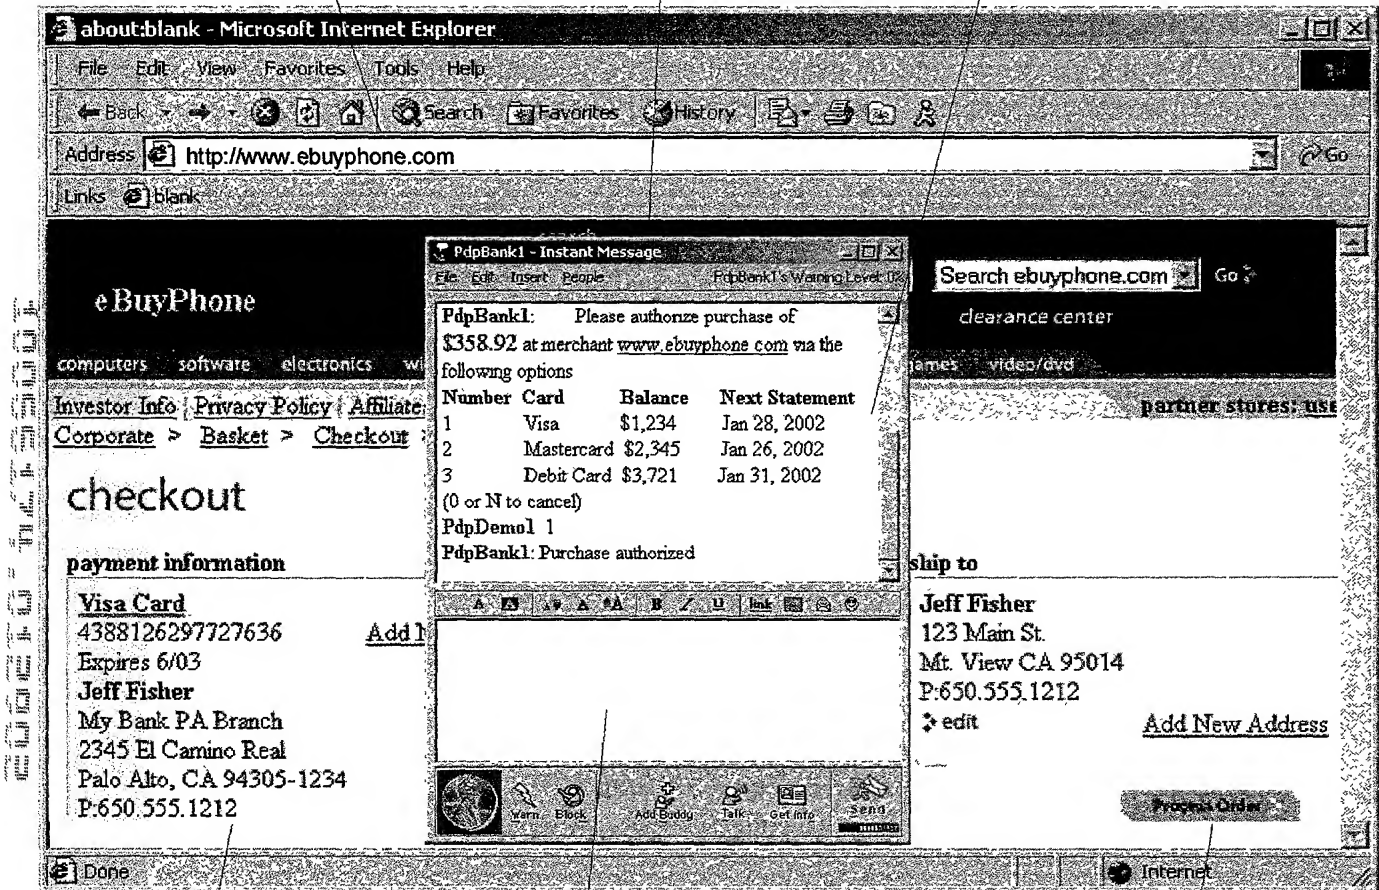 about:blank - Microsoft Internet Explorer
File Edit View Favorites Tools Help
Back Search Favorites History
Address http://www.ebuyphone.com Go
Links blank
eBuyPhone
Search ebuyphone.com Go
clearance center
computers software electronics
ames video/dvd
Investor Info | Privacy Policy | Affiliate
partner stores: use
Corporate > Basket > Checkout
checkout
payment information
Visa Card
4388126297727636 Add N
Expires 6/03
Jeff Fisher
My Bank PA Branch
2345 El Camino Real
Palo Alto, CA 94305-1234
P:650.555.1212
PdpBank1 - Instant Message
File Edit Insert People PdpBank1's Warning Level: 0%
PdpBank1: Please authorize purchase of
$358.92 at merchant www.ebuyphone com via the
following options
Number Card Balance Next Statement
1 Visa $1,234 Jan 28, 2002
2 Mastercard $2,345 Jan 26, 2002
3 Debit Card $3,721 Jan 31, 2002
(0 or N to cancel)
PdpDemo1 1
PdpBank1: Purchase authorized
A A A A A B I U link
Warn Block Add Buddy Talk Get Info Send
ship to
Jeff Fisher
123 Main St.
Mt. View CA 95014
P:650.555.1212
edit Add New Address
Process Order
Done Internet